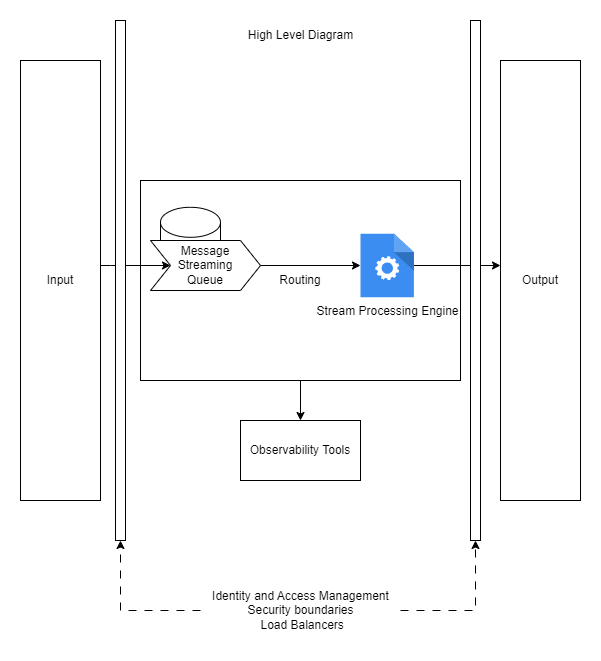 High Level Diagram
Input
Message
Streaming
Queue
Routing
Stream Processing Engine
Output
Observability Tools
Identity and Access Management
Security boundaries
Load Balancers